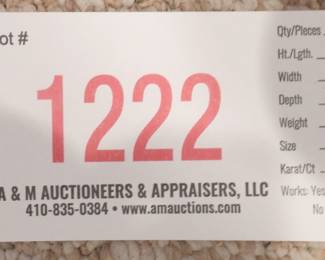 ot #
1222
A & M AUCTIONEERS & APPRAISERS, LLC
410-835-0384 • www.amauctions.com
Qty/Pieces
Ht./Lgth.
Width
Depth
Weight
Size
Karat/Ct
Works: Yes
No